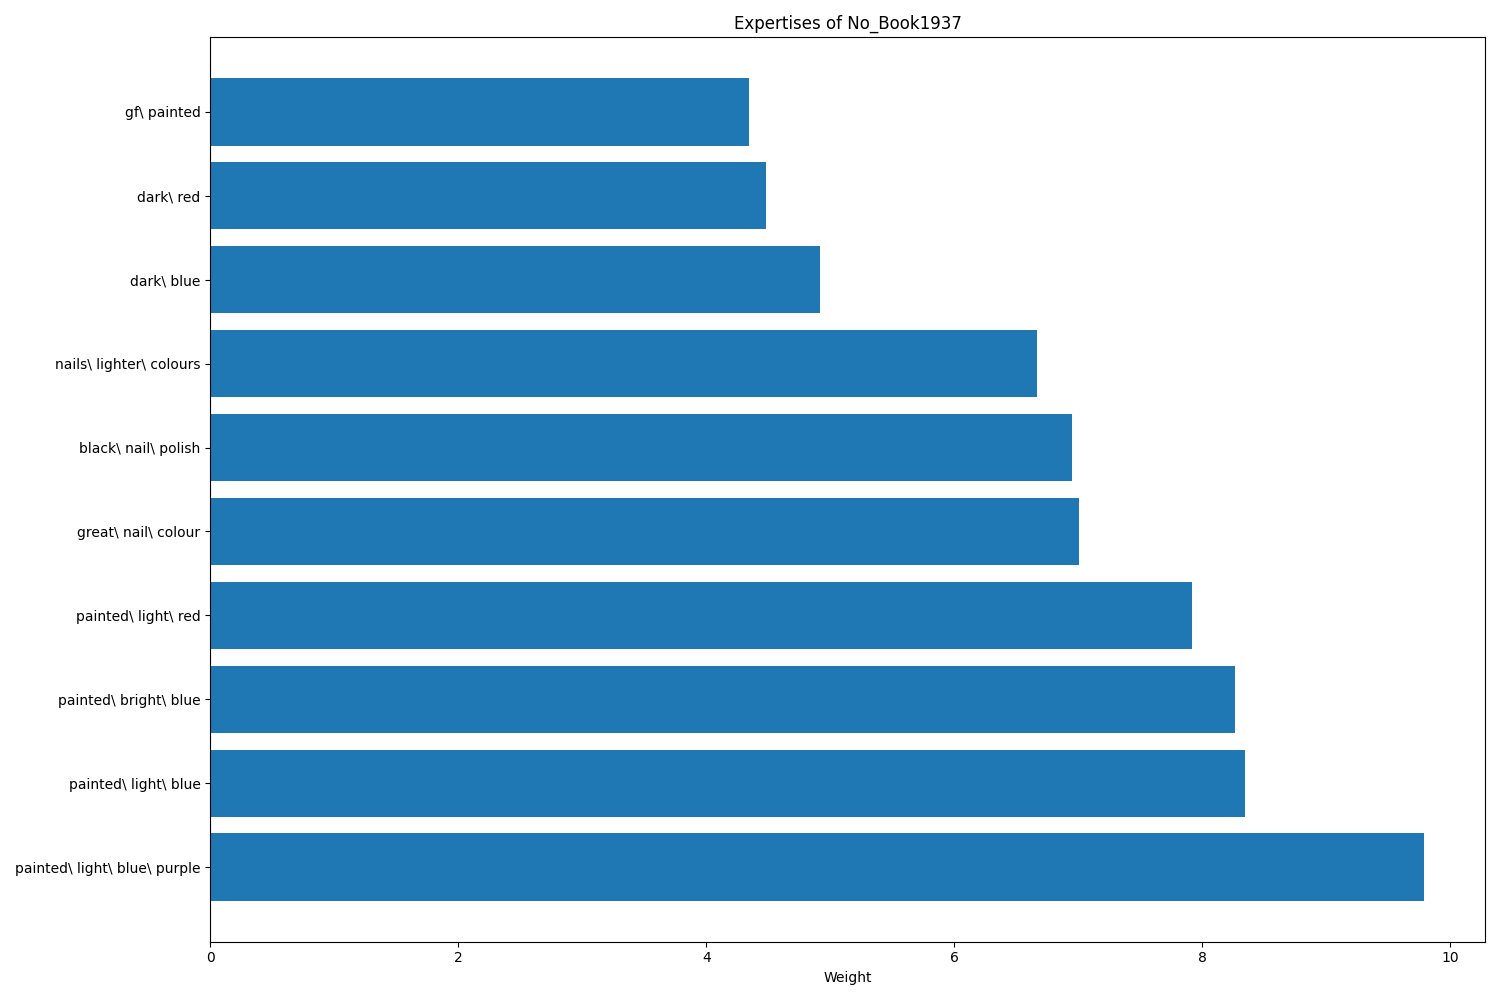 Expertises of No_Book1937
gf\ painted
dark\ red
dark\ blue
nails\ lighter\ colours
black\ nail\ polish
great\ nail\ colour
painted\ light\ red
painted\ bright\ blue
painted\ light\ blue
painted\ light\ blue\ purple
0 2 4 6 8 10
Weight